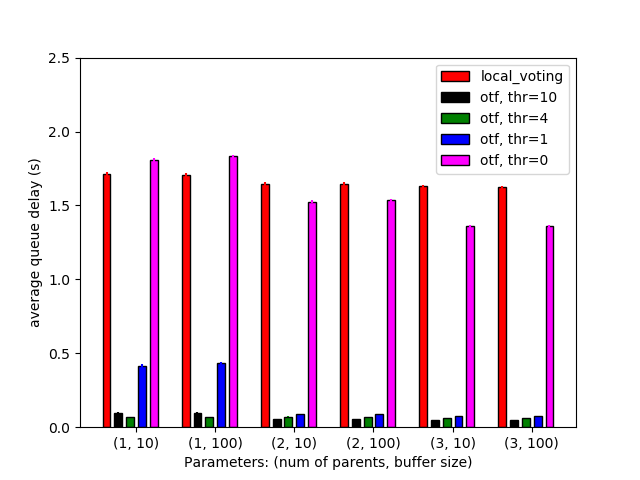 2.5
2.0
1.5
1.0
0.5
0.0
average queue delay (s)
local_voting
otf, thr=10
otf, thr=4
otf, thr=1
otf, thr=0
(1, 10) (1, 100) (2, 10) (2, 100) (3, 10) (3, 100)
Parameters: (num of parents, buffer size)